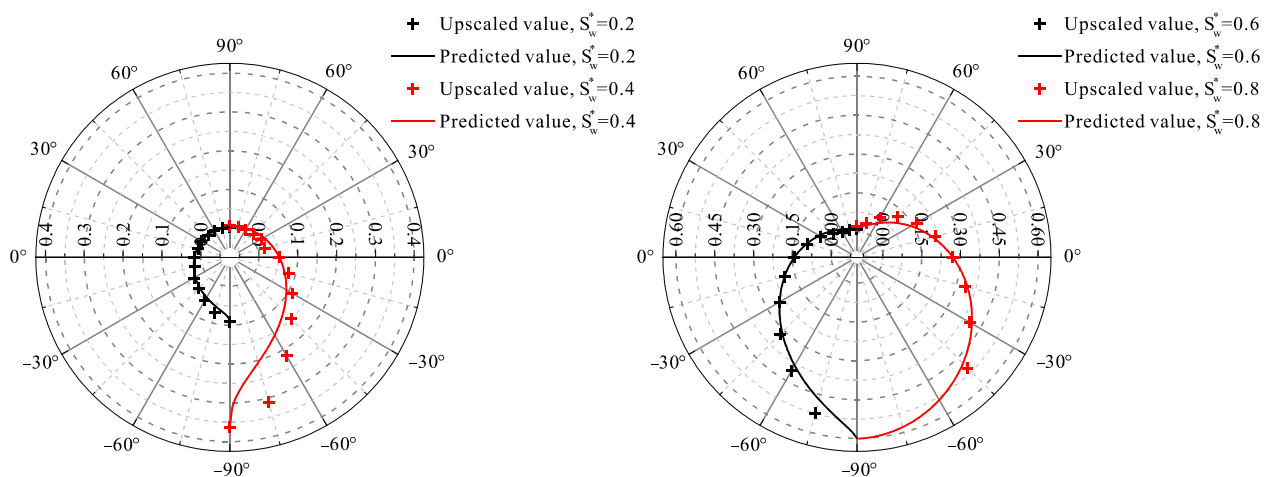 Upscaled value, S*w=0.2
Predicted value, S*w=0.2
Upscaled value, S*w=0.4
Predicted value, S*w=0.4
90°
60° 60°
30° 30°
0.4 0.3 0.2 0.1 0.0 0.1 0.2 0.3 0.4
0° 0°
–30° –30°
–60° –60°
–90°
Upscaled value, S*w=0.6
Predicted value, S*w=0.6
Upscaled value, S*w=0.8
Predicted value, S*w=0.8
90°
60° 60°
30° 30°
0.60 0.45 0.30 0.15 0.00 0.00 0.15 0.30 0.45 0.60
0° 0°
–30° –30°
–60° –60°
–90°